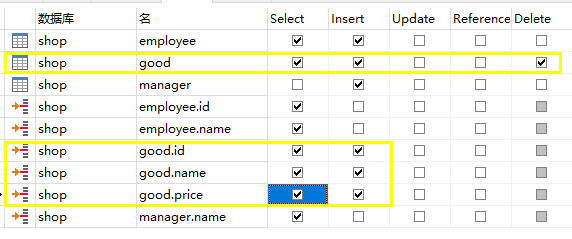 数据库 名 Select Insert Update Reference Delete
shop employee
shop good
shop manager
shop employee.id
shop employee.name
shop good.id
shop good.name
shop good.price
shop manager.name